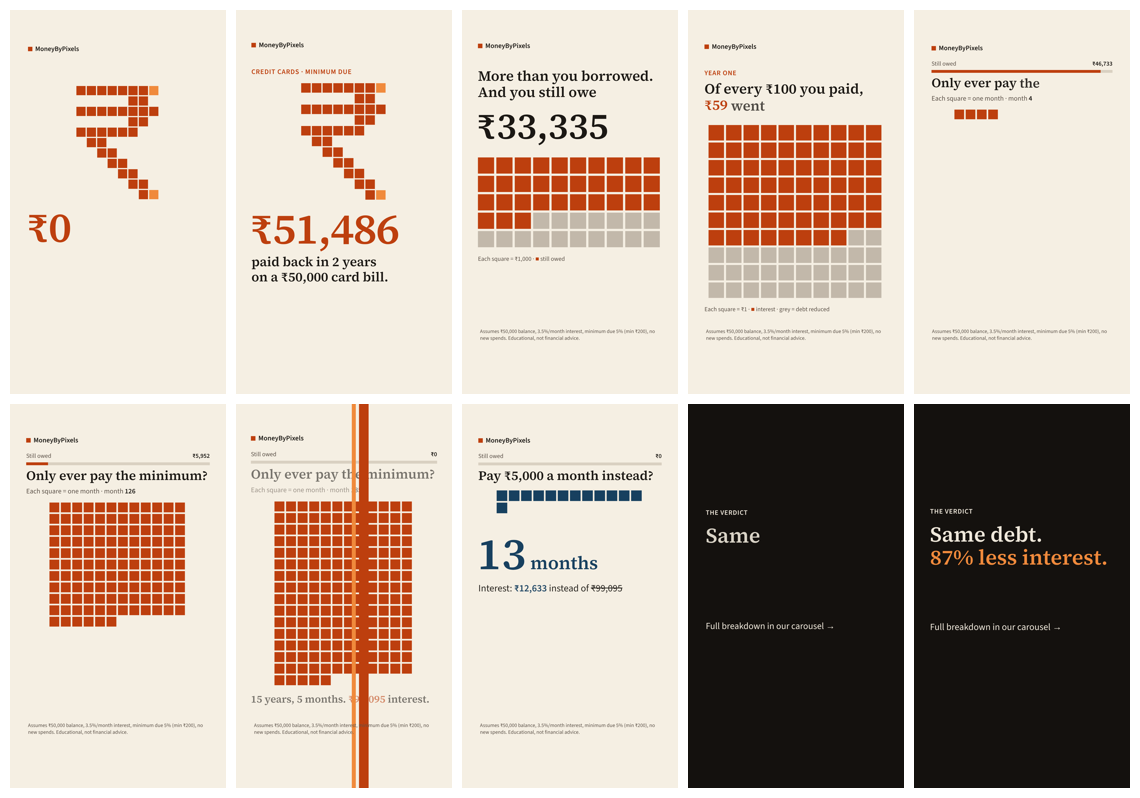 MoneyByPixels
₹0
MoneyByPixels
CREDIT CARDS · MINIMUM DUE
₹51,486
paid back in 2 years
on a ₹50,000 card bill.
MoneyByPixels
More than you borrowed.
And you still owe
₹33,335
Each square = ₹1,000 · still owed
Assumes ₹50,000 balance, 3.5%/month interest, minimum due 5% (min ₹200), no
new spends. Educational, not financial advice.
MoneyByPixels
YEAR ONE
Of every ₹100 you paid,
₹59 went
Each square = ₹1 · interest · grey = debt reduced
Assumes ₹50,000 balance, 3.5%/month interest, minimum due 5% (min ₹200), no
new spends. Educational, not financial advice.
MoneyByPixels
Still owed ₹46,733
Only ever pay the
Each square = one month · month 4
Assumes ₹50,000 balance, 3.5%/month interest, minimum due 5% (min ₹200), no
new spends. Educational, not financial advice.
MoneyByPixels
Still owed ₹5,952
Only ever pay the minimum?
Each square = one month · month 126
Assumes ₹50,000 balance, 3.5%/month interest, minimum due 5% (min ₹200), no
new spends. Educational, not financial advice.
MoneyByPixels
Still owed ₹0
Only ever pay the minimum?
Each square = one month · month
15 years, 5 months. interest.
Assumes ₹50,000 balance, 3.5%/month interest, due 5% (min ₹200), no
new spends. Educational, not financial advice.
MoneyByPixels
Still owed ₹0
Pay ₹5,000 a month instead?
13 months
Interest: ₹12,633 instead of ₹99,095
Assumes ₹50,000 balance, 3.5%/month interest, minimum due 5% (min ₹200), no
new spends. Educational, not financial advice.
THE VERDICT
Same
Full breakdown in our carousel →
THE VERDICT
Same debt.
87% less interest.
Full breakdown in our carousel →